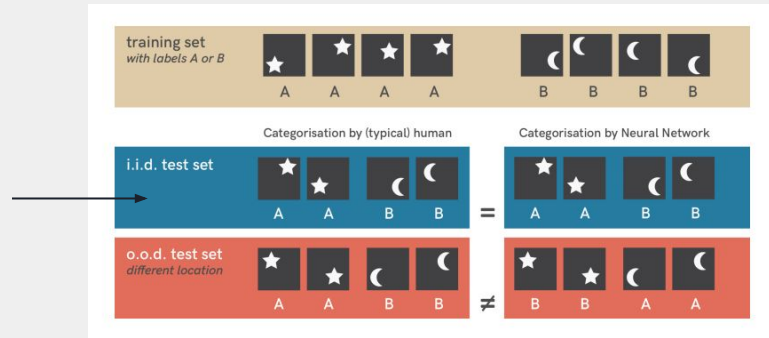 training set
with labels A or B
A A A A B B B B
Categorisation by (typical) human Categorisation by Neural Network
i.i.d. test set
A A B B = A A B B
o.o.d. test set
different location
A A B B ≠ B B A A